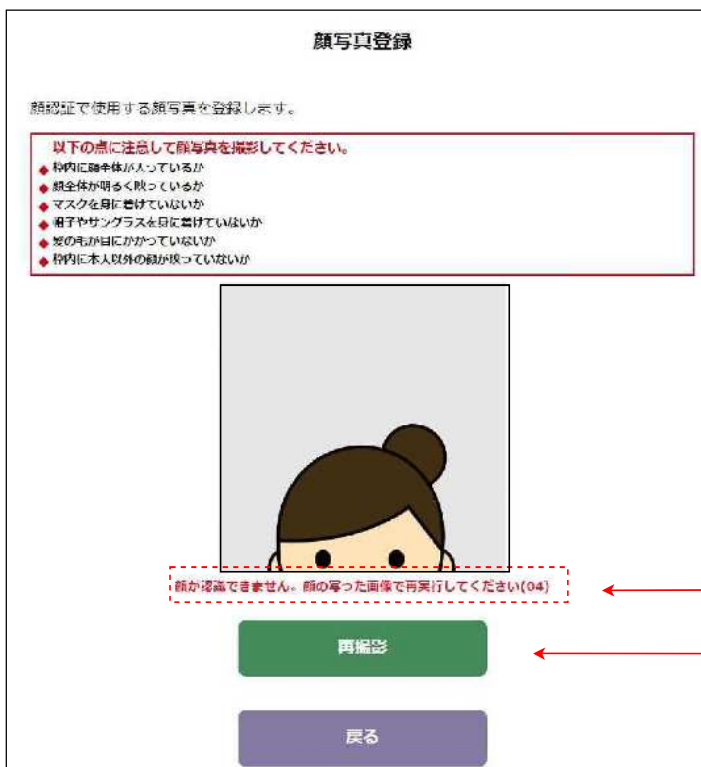 顔写真登録
顔認証で使用する顔写真を登録します。
以下の点に注意して顔写真を撮影してください。
◆ 枠内に顔全体が入っているか
◆ 顔全体が明るく映っているか
◆ マスクを身に着けていないか
◆ 帽子やサングラスを身に着けていないか
◆ 髪の毛が目にかかっていないか
◆ 枠内に本人以外の顔が映っていないか
顔が認識できません。顔の写った画像で再実行してください(04)
再撮影
戻る